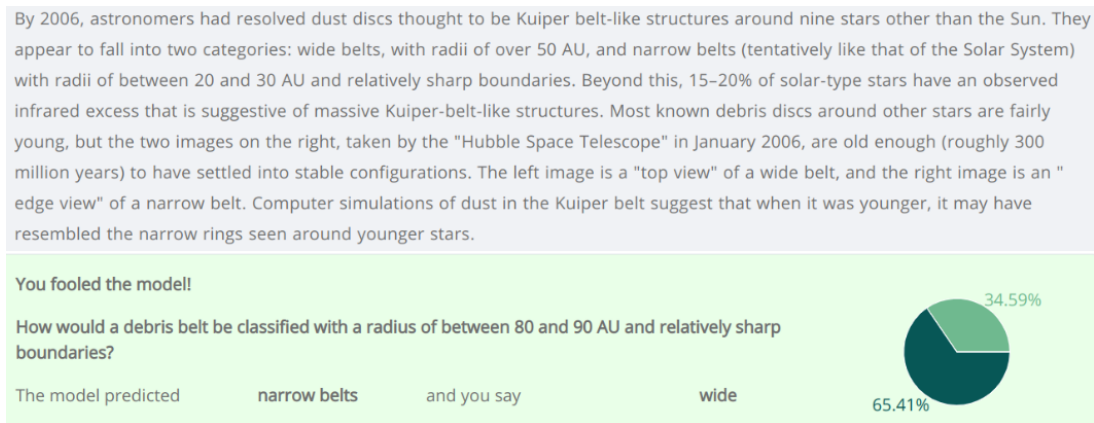 By 2006, astronomers had resolved dust discs thought to be Kuiper belt-like structures around nine stars other than the Sun. They
appear to fall into two categories: wide belts, with radii of over 50 AU, and narrow belts (tentatively like that of the Solar System)
with radii of between 20 and 30 AU and relatively sharp boundaries. Beyond this, 15–20% of solar-type stars have an observed
infrared excess that is suggestive of massive Kuiper-belt-like structures. Most known debris discs around other stars are fairly
young, but the two images on the right, taken by the "Hubble Space Telescope" in January 2006, are old enough (roughly 300
million years) to have settled into stable configurations. The left image is a "top view" of a wide belt, and the right image is an "
edge view" of a narrow belt. Computer simulations of dust in the Kuiper belt suggest that when it was younger, it may have
resembled the narrow rings seen around younger stars.
You fooled the model!
34.59%
How would a debris belt be classified with a radius of between 80 and 90 AU and relatively sharp
boundaries?
The model predicted narrow belts and you say wide
65.41%